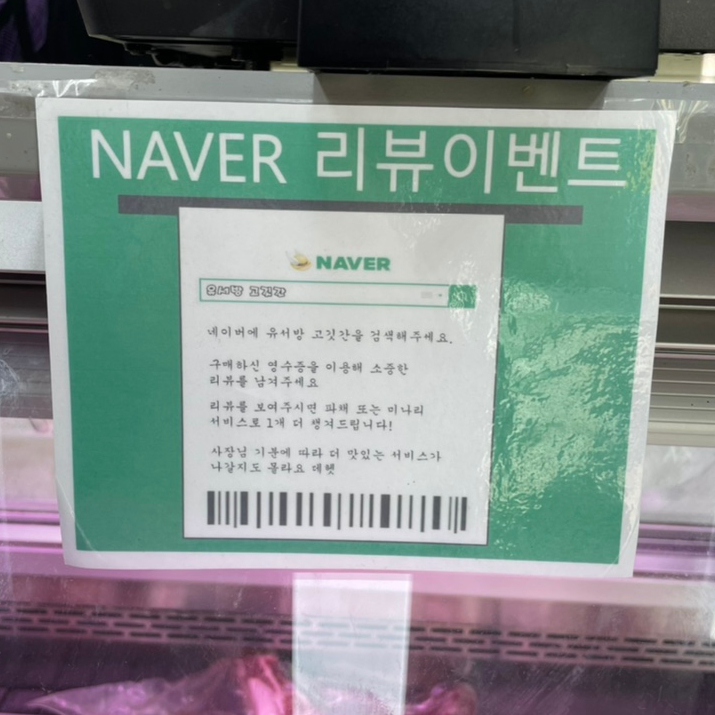 NAVER 리뷰이벤트
NAVER
유서방 고깃간
네이버에 유서방 고깃간을 검색해주세요.
구매하신 영수증을 이용해 소중한
리뷰를 남겨주세요
리뷰를 보여주시면 파채 또는 미나리
서비스로 1개 더 챙겨드립니다!
사장님 기분에 따라 더 맛있는 서비스가
나갈지도 몰라요 데헷